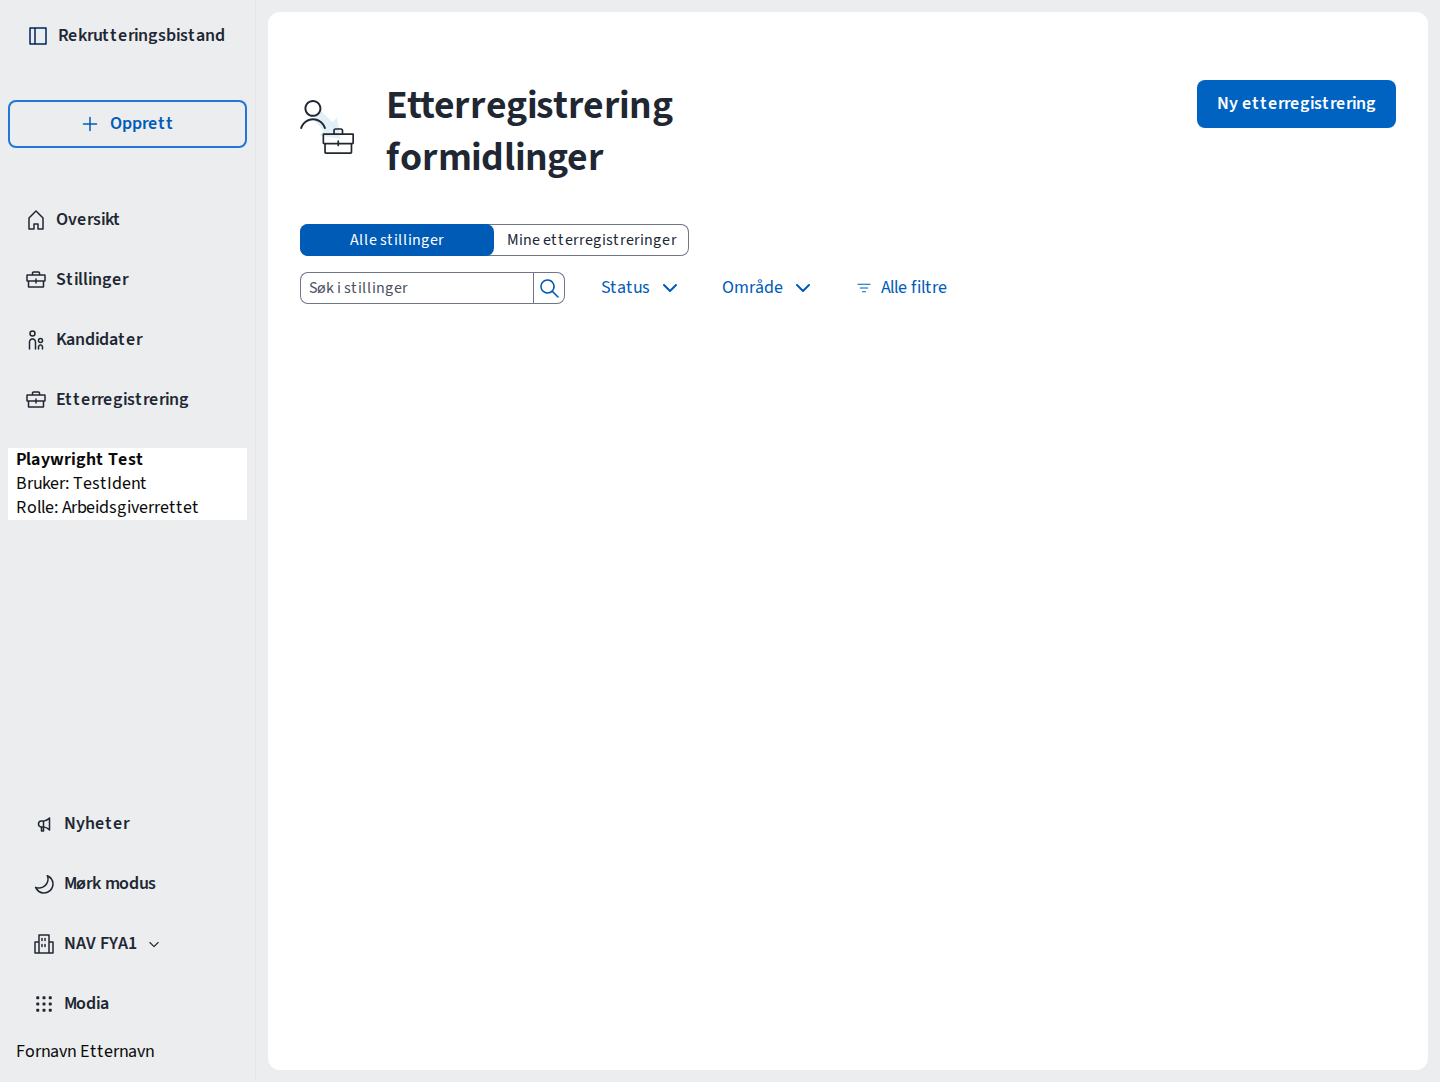 Rekrutteringsbistand
Opprett
Oversikt
Stillinger
Kandidater
Etterregistrering
Playwright Test
Bruker: TestIdent
Rolle: Arbeidsgiverrettet
Nyheter
Mørk modus
NAV FYA1
Modia
Fornavn Etternavn
Etterregistrering
formidlinger
Ny etterregistrering
Alle stillinger
Mine etterregistreringer
Søk i stillinger
Status
Område
Alle filtre